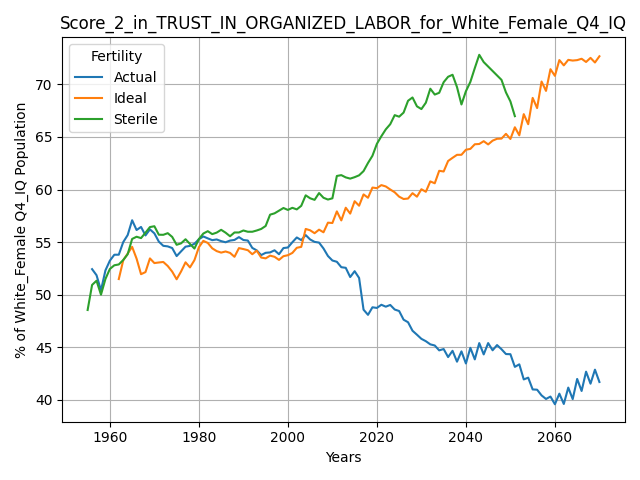 Score_2_in_TRUST_IN_ORGANIZED_LABOR_for_White_Female_Q4_IQ
Fertility
Actual
Ideal
Sterile
% of White_Female Q4_IQ Population
70
65
60
55
50
45
40
1960
1980
2000
2020
2040
2060
Years